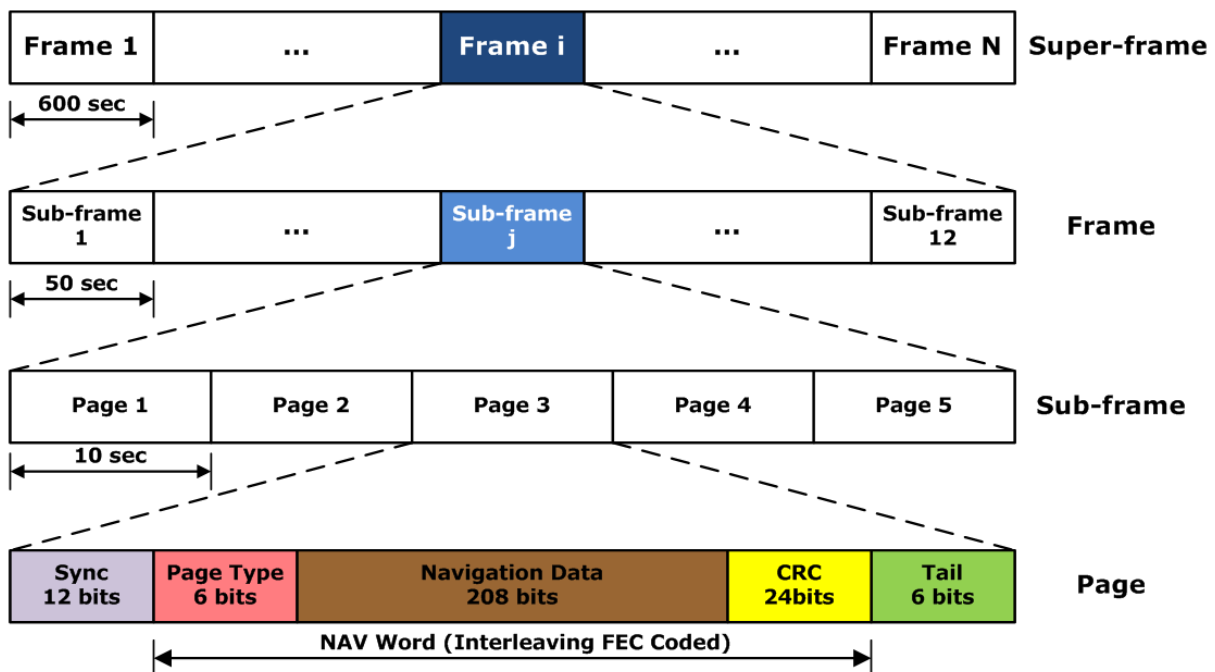 Frame 1 ... Frame i ... Frame N Super-frame
600 sec
Sub-frame
1
...
Sub-frame
j
...
Sub-frame
12
Frame
50 sec
Page 1 Page 2 Page 3 Page 4 Page 5 Sub-frame
10 sec
Sync
12 bits
Page Type
6 bits
Navigation Data
208 bits
CRC
24bits
Tail
6 bits
Page
NAV Word (Interleaving FEC Coded)